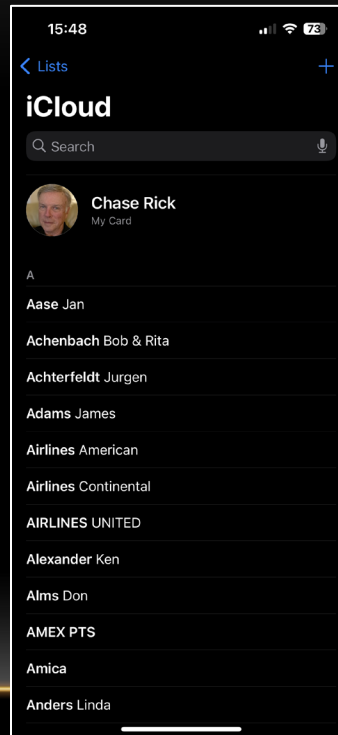 15:48
73
Lists
iCloud
Search
Chase Rick
My Card
A
Aase Jan
Achenbach Bob & Rita
Achterfeldt Jurgen
Adams James
Airlines American
Airlines Continental
AIRLINES UNITED
Alexander Ken
Alms Don
AMEX PTS
Amica
Anders Linda